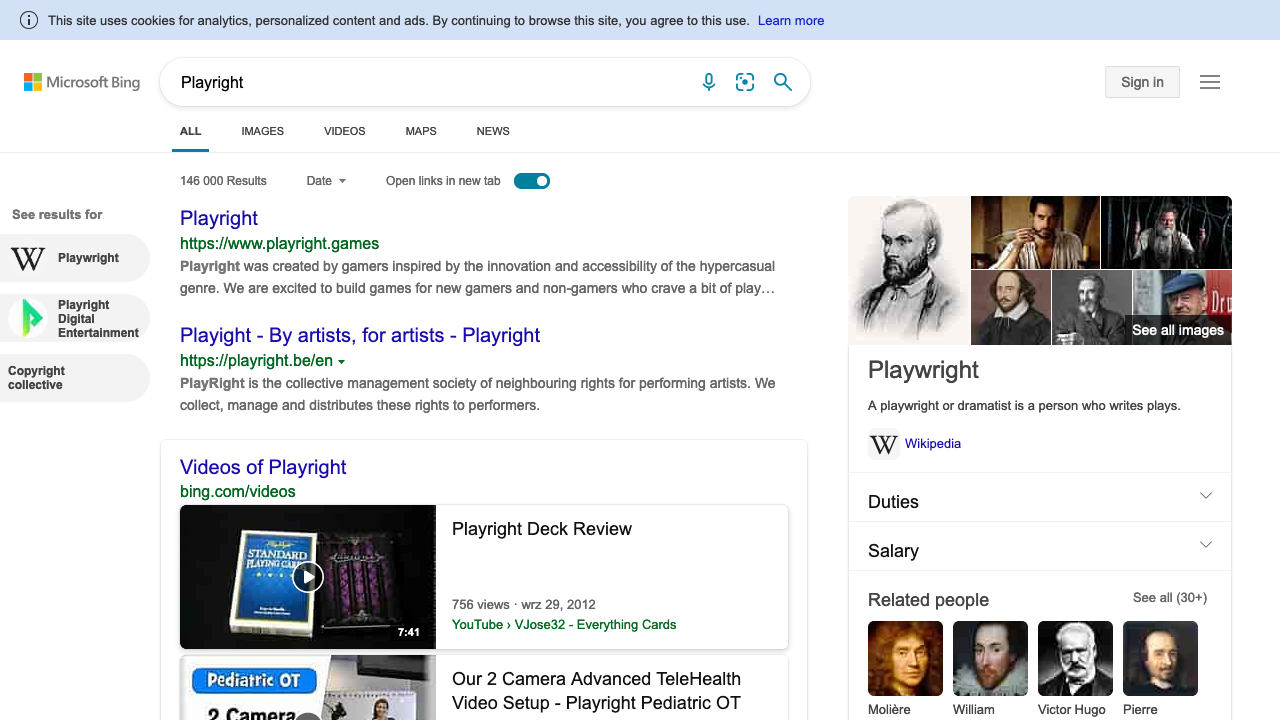 This site uses cookies for analytics, personalized content and ads. By continuing to browse this site, you agree to this use. Learn more
Microsoft Bing
Playright
Sign in
ALL
IMAGES
VIDEOS
MAPS
NEWS
146 000 Results
Date
Open links in new tab
See results for
Playwright
Playright
Digital
Entertainment
Copyright
collective
Playright
https://www.playright.games
Playright was created by gamers inspired by the innovation and accessibility of the hypercasual
genre. We are excited to build games for new gamers and non-gamers who crave a bit of play…
Playight - By artists, for artists - Playright
https://playright.be/en
PlayRight is the collective management society of neighbouring rights for performing artists. We
collect, manage and distributes these rights to performers.
Videos of Playright
bing.com/videos
STANDARD
PLAYING CARDS
7:41
Playright Deck Review
756 views · wrz 29, 2012
YouTube › VJose32 - Everything Cards
Pediatric OT
2 Camera
Our 2 Camera Advanced TeleHealth
Video Setup - Playright Pediatric OT
See all images
Playwright
A playwright or dramatist is a person who writes plays.
W Wikipedia
Duties
Salary
Related people
See all (30+)
Molière
William
Victor Hugo
Pierre